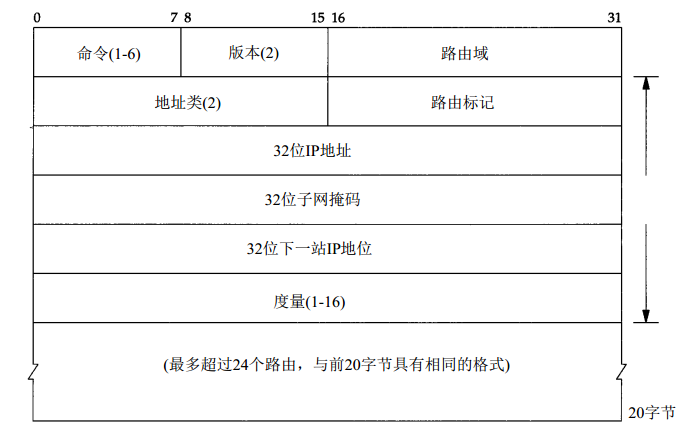 0 7 8 15 16 31
命令(1-6) 版本(2) 路由域
地址类(2) 路由标记
32位IP地址
32位子网掩码
32位下一站IP地位
度量(1-16)
(最多超过24个路由，与前20字节具有相同的格式)
20字节